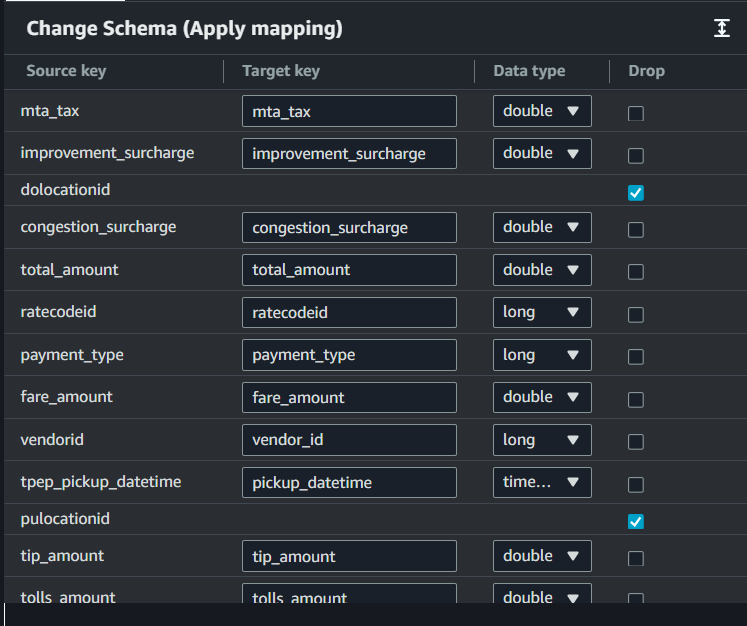 Change Schema (Apply mapping)
Source key Target key Data type Drop
mta_tax mta_tax double
improvement_surcharge improvement_surcharge double
dolocationid
congestion_surcharge congestion_surcharge double
total_amount total_amount double
ratecodeid ratecodeid long
payment_type payment_type long
fare_amount fare_amount double
vendorid vendor_id long
tpep_pickup_datetime pickup_datetime time...
pulocationid
tip_amount tip_amount double
tolls_amount tolls_amount double